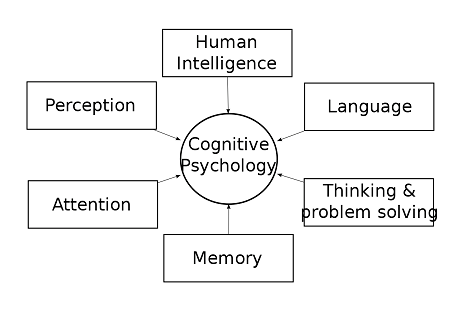 Human
Intelligence
Perception
Language
Cognitive
Psychology
Attention
Thinking &
problem solving
Memory